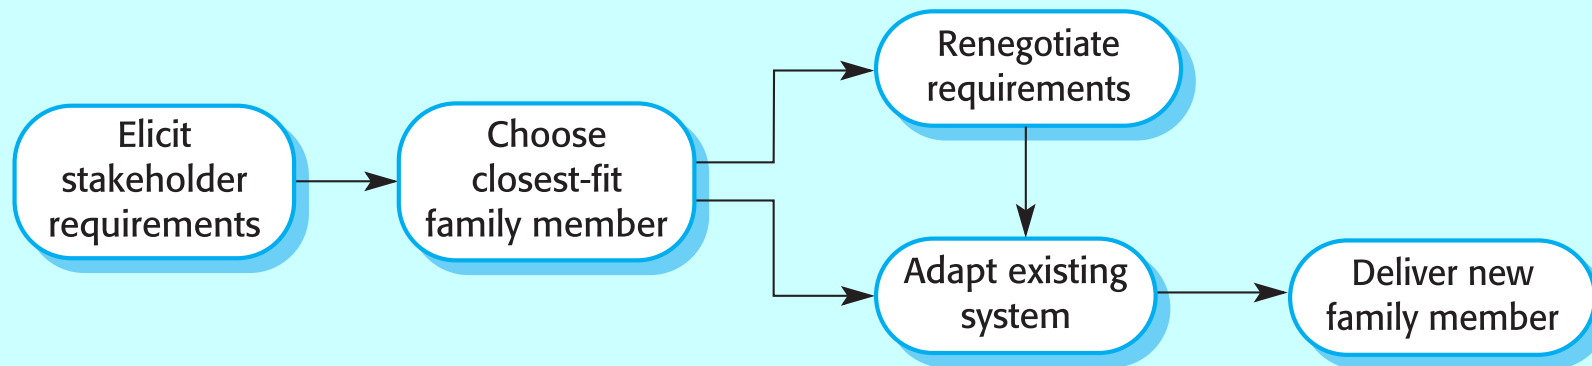 Elicit
stakeholder
requirements
Choose
closest-fit
family member
Renegotiate
requirements
Adapt existing
system
Deliver new
family member